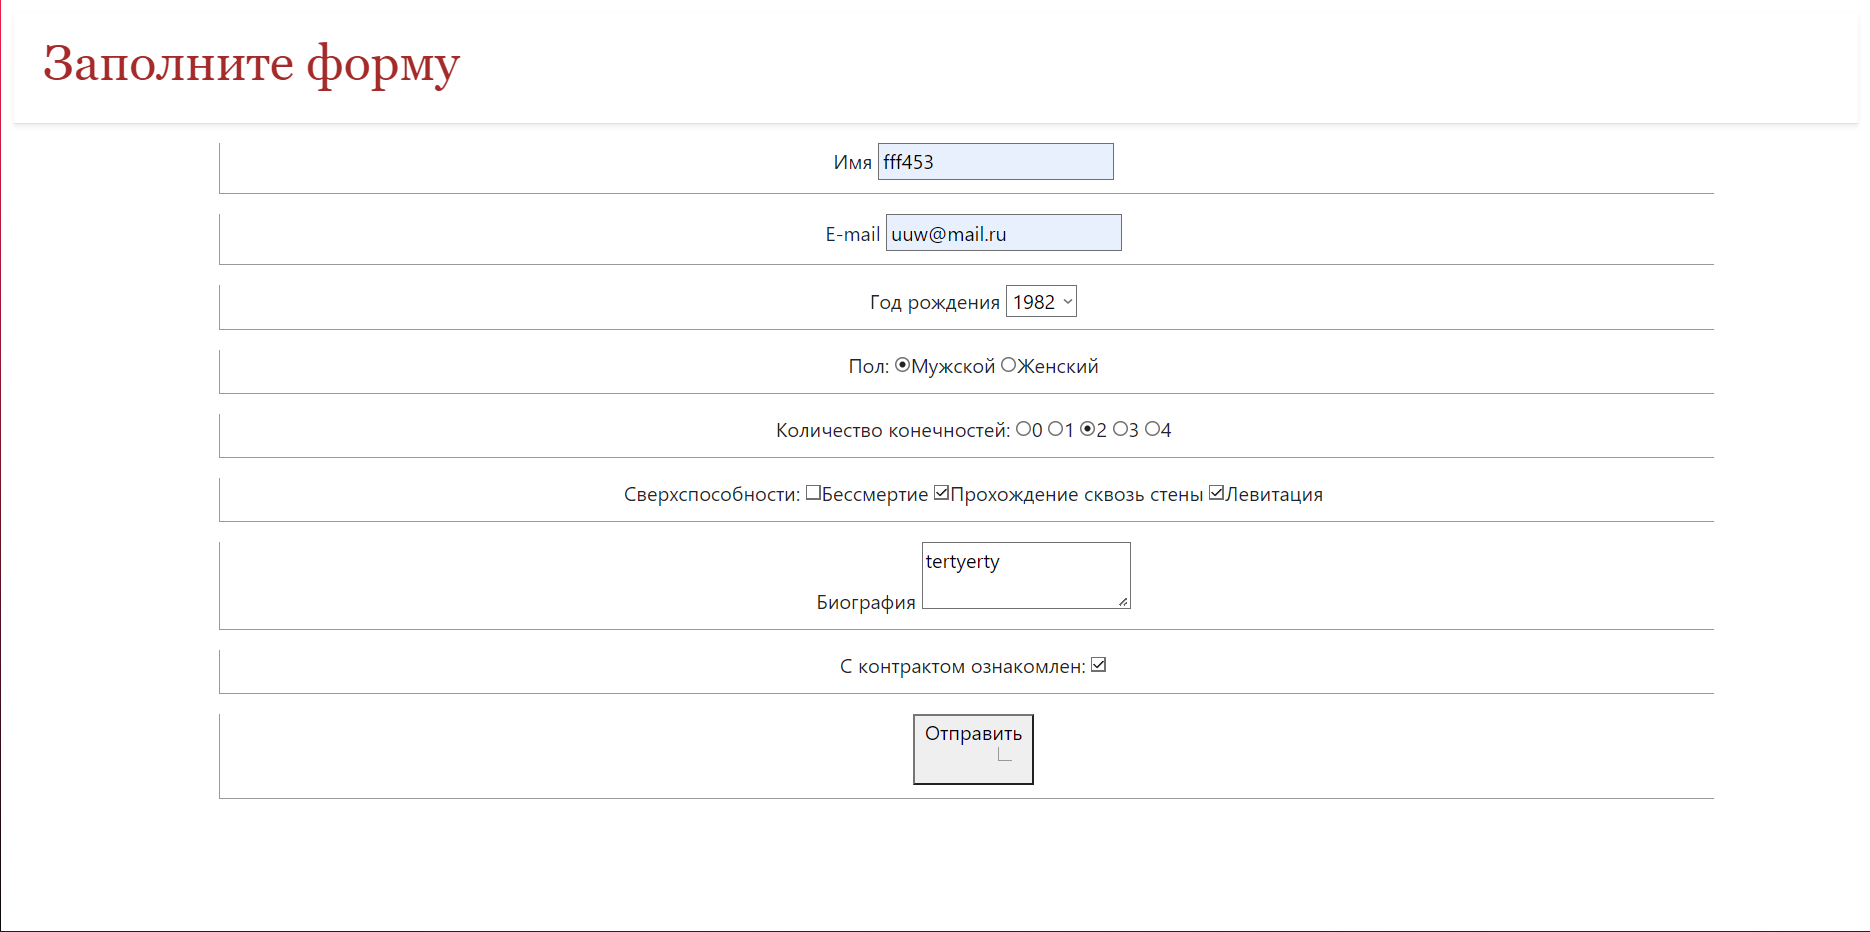 Заполните форму
Имя fff453
E-mail uuw@mail.ru
Год рождения 1982
Пол: Мужской Женский
Количество конечностей: 0 1 2 3 4
Сверхспособности: Бессмертие Прохождение сквозь стены Левитация
tertyerty
Биография
С контрактом ознакомлен:
Отправить